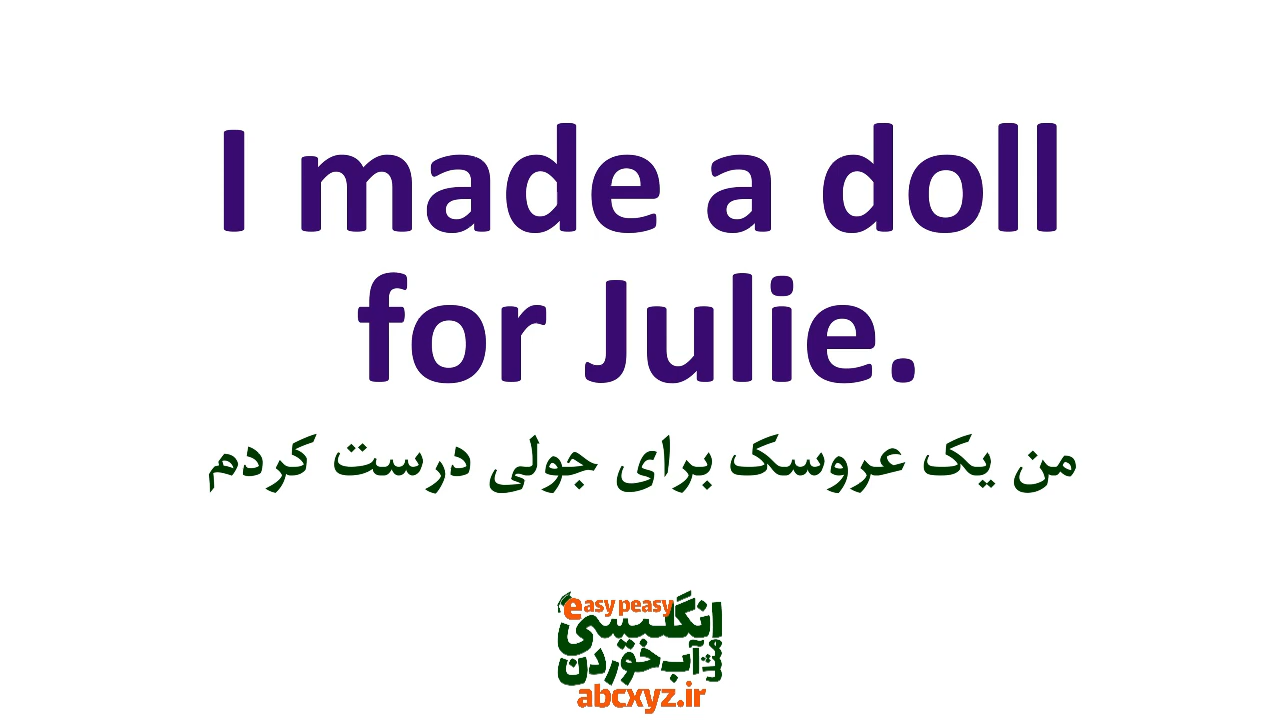 I made a doll
for Julie.
من یک عروسک برای جولی درست کردم
easy peasy
انگلیسی
مثل آب خوردن
abcxyz.ir